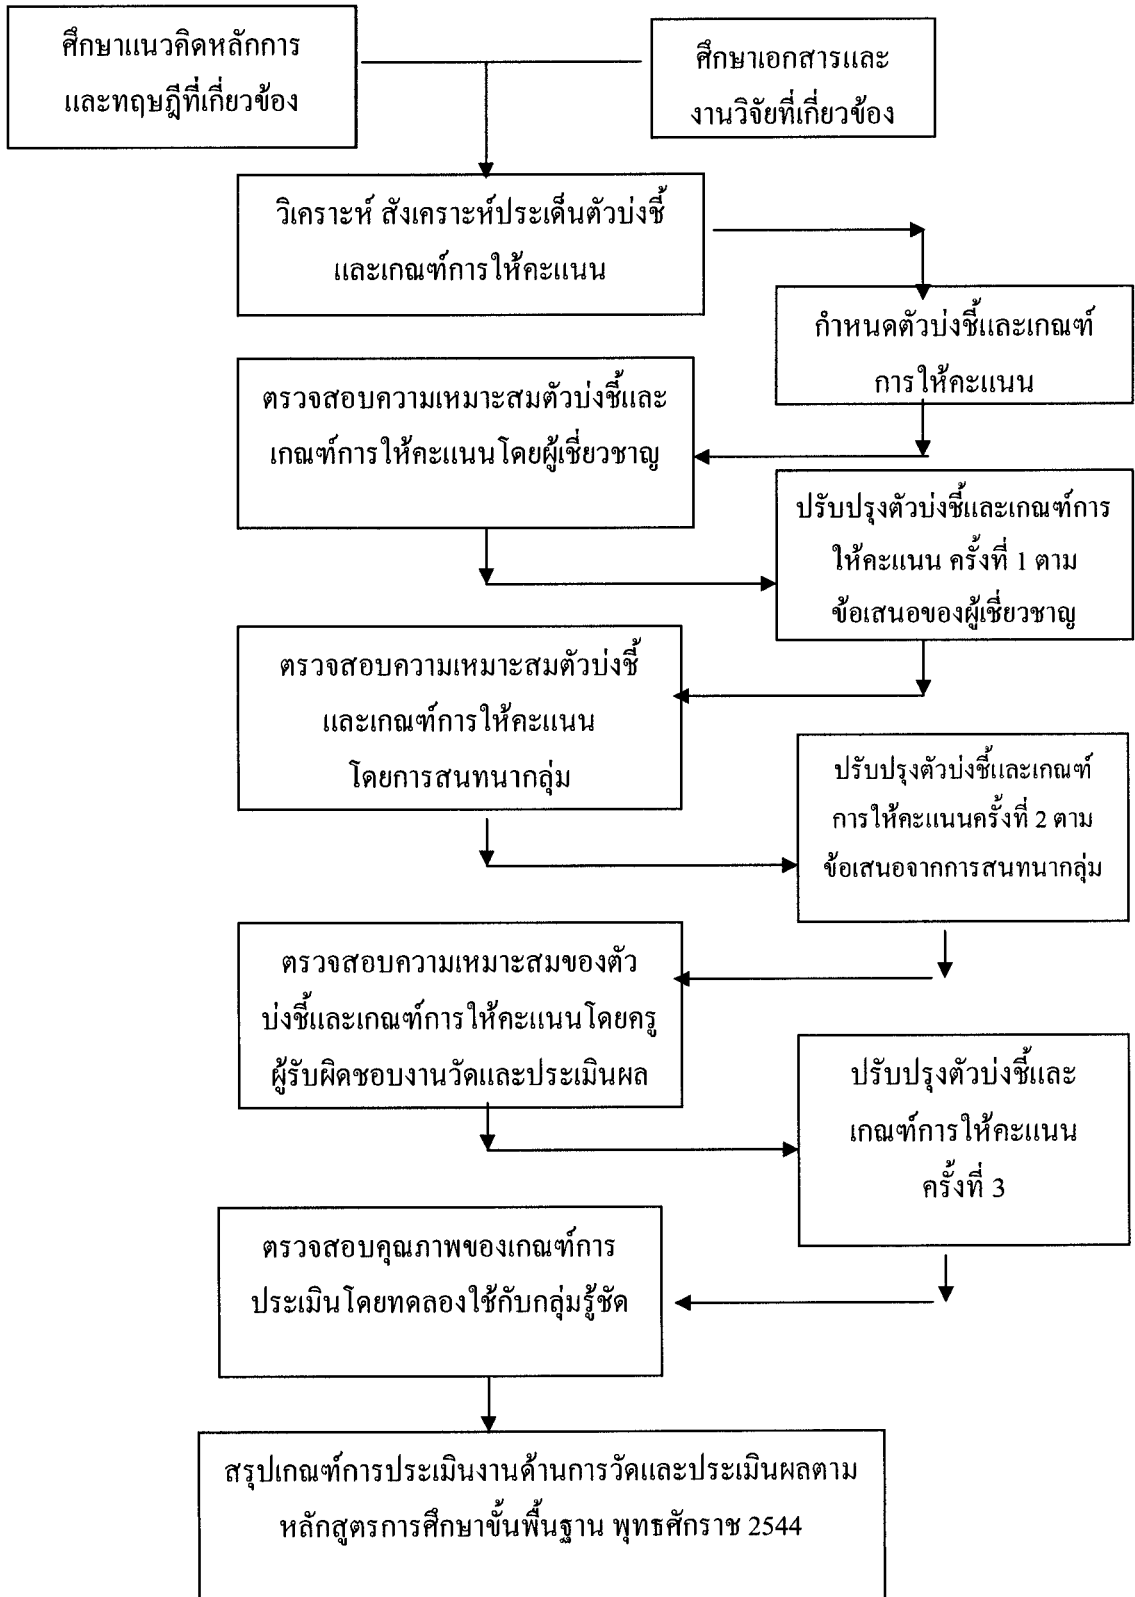 ศึกษาแนวคิดหลักการ
และทฤษฎีที่เกี่ยวข้อง
ศึกษาเอกสารและ
งานวิจัยที่เกี่ยวข้อง
วิเคราะห์ สังเคราะห์ประเด็นตัวบ่งชี้
และเกณฑ์การให้คะแนน
กำหนดตัวบ่งชี้และเกณฑ์
การให้คะแนน
ตรวจสอบความเหมาะสมตัวบ่งชี้และ
เกณฑ์การให้คะแนนโดยผู้เชี่ยวชาญ
ปรับปรุงตัวบ่งชี้และเกณฑ์การ
ให้คะแนน ครั้งที่ 1 ตาม
ข้อเสนอของผู้เชี่ยวชาญ
ตรวจสอบความเหมาะสมตัวบ่งชี้
และเกณฑ์การให้คะแนน
โดยการสนทนากลุ่ม
ปรับปรุงตัวบ่งชี้และเกณฑ์
การให้คะแนนครั้งที่ 2 ตาม
ข้อเสนอจากการสนทนากลุ่ม
ตรวจสอบความเหมาะสมของตัว
บ่งชี้และเกณฑ์การให้คะแนนโดยครู
ผู้รับผิดชอบงานวัดและประเมินผล
ปรับปรุงตัวบ่งชี้และ
เกณฑ์การให้คะแนน
ครั้งที่ 3
ตรวจสอบคุณภาพของเกณฑ์การ
ประเมินโดยทดลองใช้กับกลุ่มรู้ชัด
สรุปเกณฑ์การประเมินงานด้านการวัดและประเมินผลตาม
หลักสูตรการศึกษาขั้นพื้นฐาน พุทธศักราช 2544